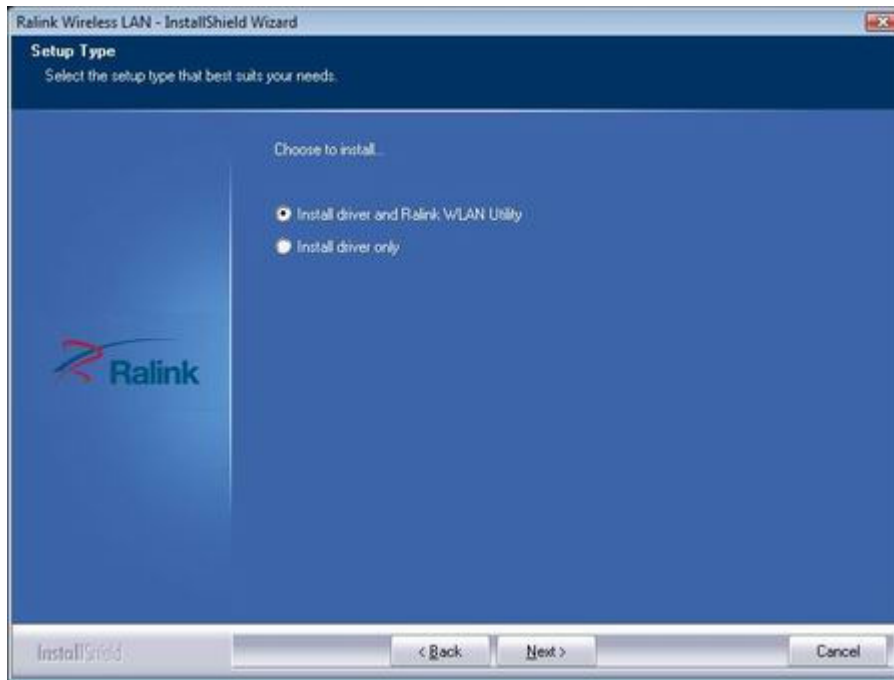 Ralink Wireless LAN - InstallShield Wizard
Setup Type
Select the setup type that best suits your needs.
Choose to install...
Install driver and Ralink WLAN Utility
Install driver only
Ralink
InstallShield
< Back
Next >
Cancel